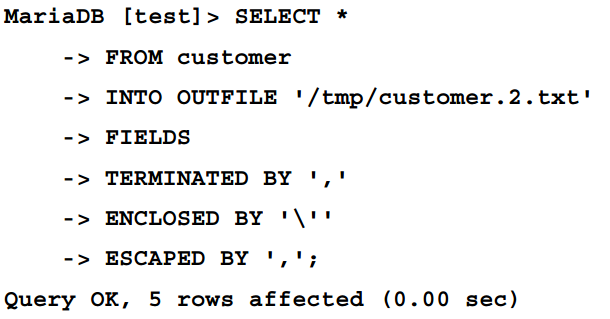 MariaDB [test]> SELECT *
-> FROM customer
-> INTO OUTFILE '/tmp/customer.2.txt'
-> FIELDS
-> TERMINATED BY ','
-> ENCLOSED BY '\''
-> ESCAPED BY ',';
Query OK, 5 rows affected (0.00 sec)